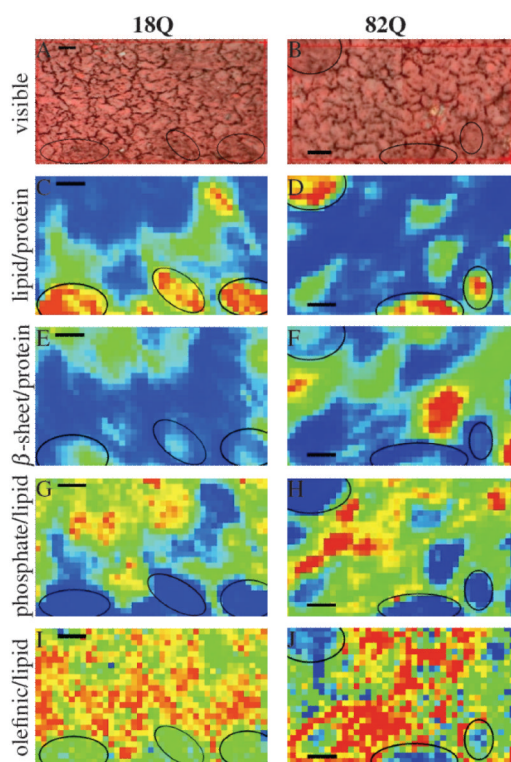 18Q 82Q
visible A B
lipid/protein C D
β-sheet/protein E F
phosphate/lipid G H
olefinic/lipid I J